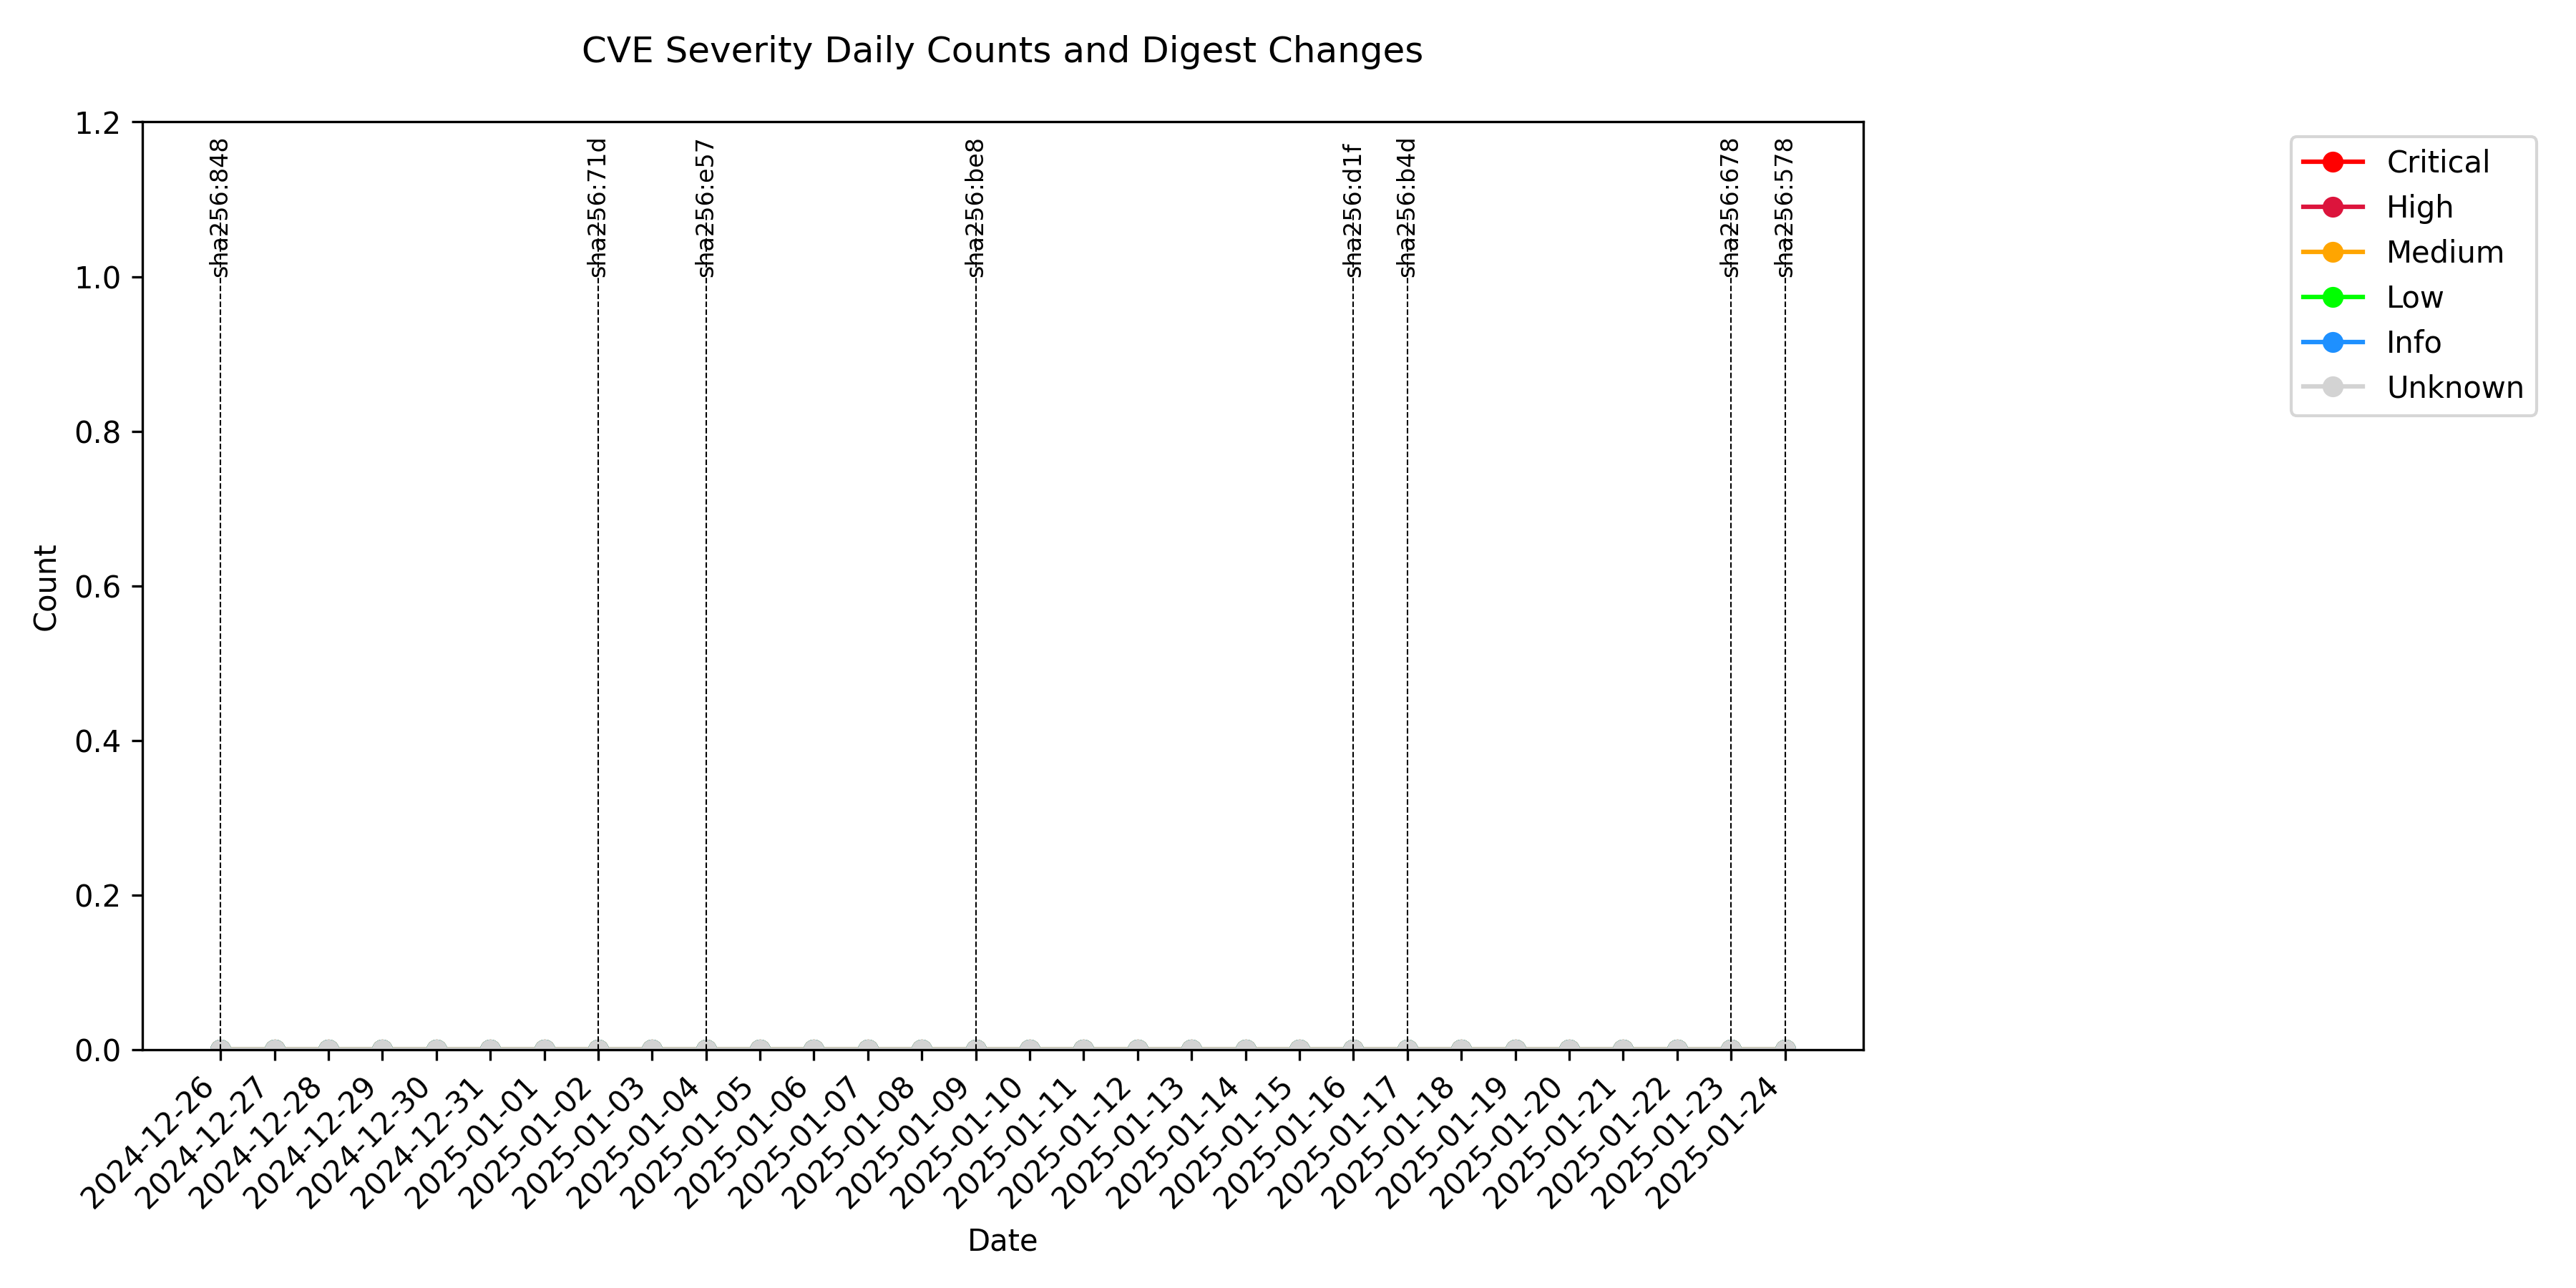 CVE Severity Daily Counts and Digest Changes
1.2
1.0
0.8
0.6
0.4
0.2
0.0
Count
sha256:848
sha256:71d
sha256:e57
sha256:be8
sha256:d1f
sha256:b4d
sha256:678
sha256:578
Critical
High
Medium
Low
Info
Unknown
2024-12-26
2024-12-27
2024-12-28
2024-12-29
2024-12-30
2024-12-31
2025-01-01
2025-01-02
2025-01-03
2025-01-04
2025-01-05
2025-01-06
2025-01-07
2025-01-08
2025-01-09
2025-01-10
2025-01-11
2025-01-12
2025-01-13
2025-01-14
2025-01-15
2025-01-16
2025-01-17
2025-01-18
2025-01-19
2025-01-20
2025-01-21
2025-01-22
2025-01-23
2025-01-24
Date